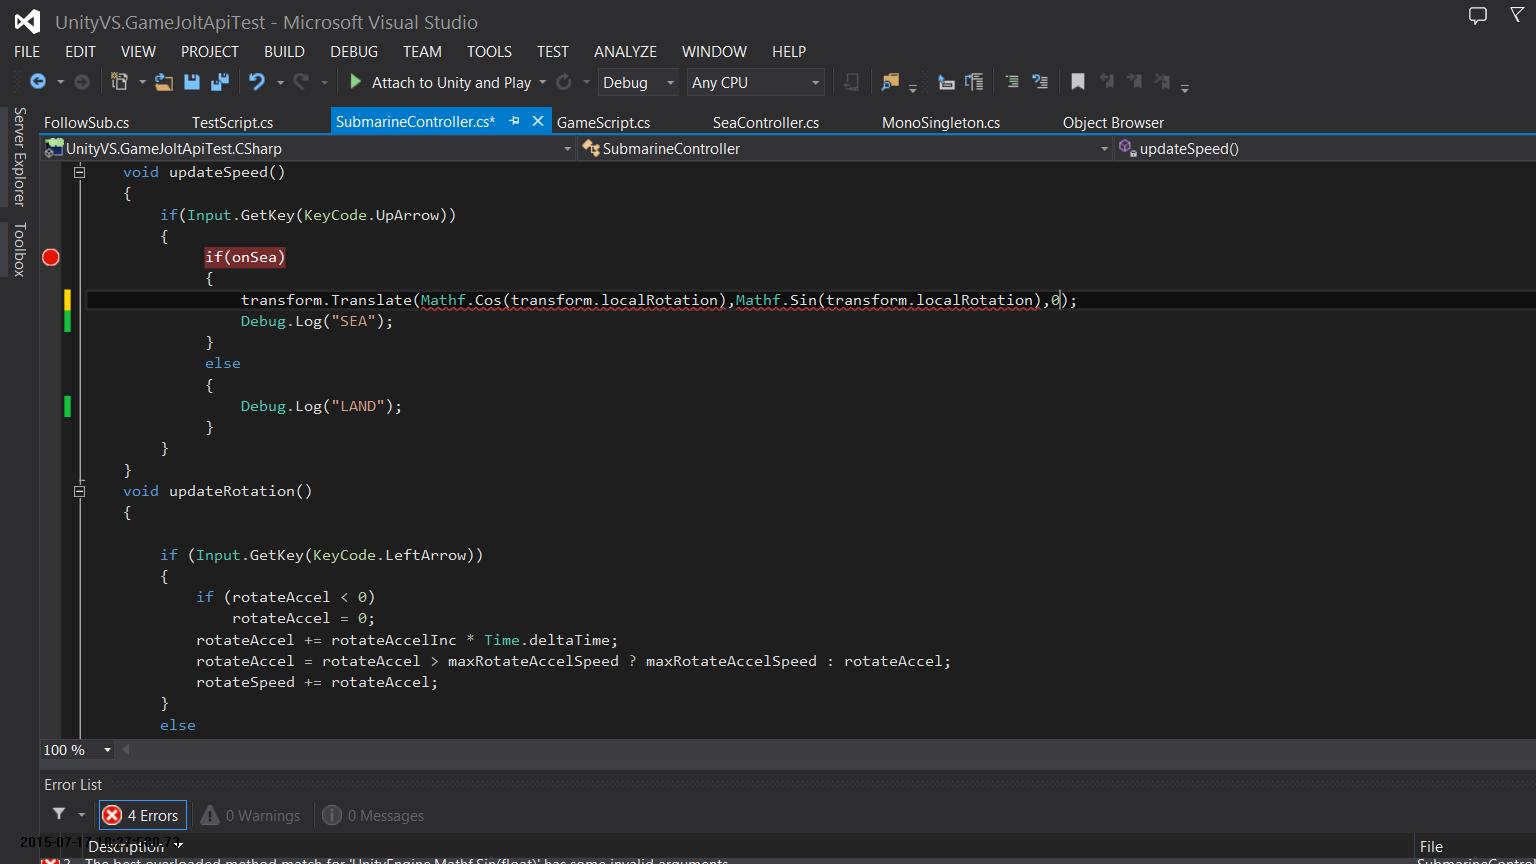 UnityVS.GameJoltApiTest - Microsoft Visual Studio
FILE EDIT VIEW PROJECT BUILD DEBUG TEAM TOOLS TEST ANALYZE WINDOW HELP
Attach to Unity and Play Debug Any CPU
Server Explorer
Toolbox
FollowSub.cs TestScript.cs SubmarineController.cs* GameScript.cs SeaController.cs MonoSingleton.cs Object Browser
UnityVS.GameJoltApiTest.CSharp SubmarineController updateSpeed()
void updateSpeed()
{
if(Input.GetKey(KeyCode.UpArrow))
{
if(onSea)
{
transform.Translate(Mathf.Cos(transform.localRotation),Mathf.Sin(transform.localRotation),0);
Debug.Log("SEA");
}
else
{
Debug.Log("LAND");
}
}
}
void updateRotation()
{
if (Input.GetKey(KeyCode.LeftArrow))
{
if (rotateAccel < 0)
rotateAccel = 0;
rotateAccel += rotateAccelInc * Time.deltaTime;
rotateAccel = rotateAccel > maxRotateAccelSpeed ? maxRotateAccelSpeed : rotateAccel;
rotateSpeed += rotateAccel;
}
else
100 %
Error List
4 Errors 0 Warnings 0 Messages
Description File
The best overloaded method match for 'UnityEngine.Mathf.Sin(float)' has some invalid arguments